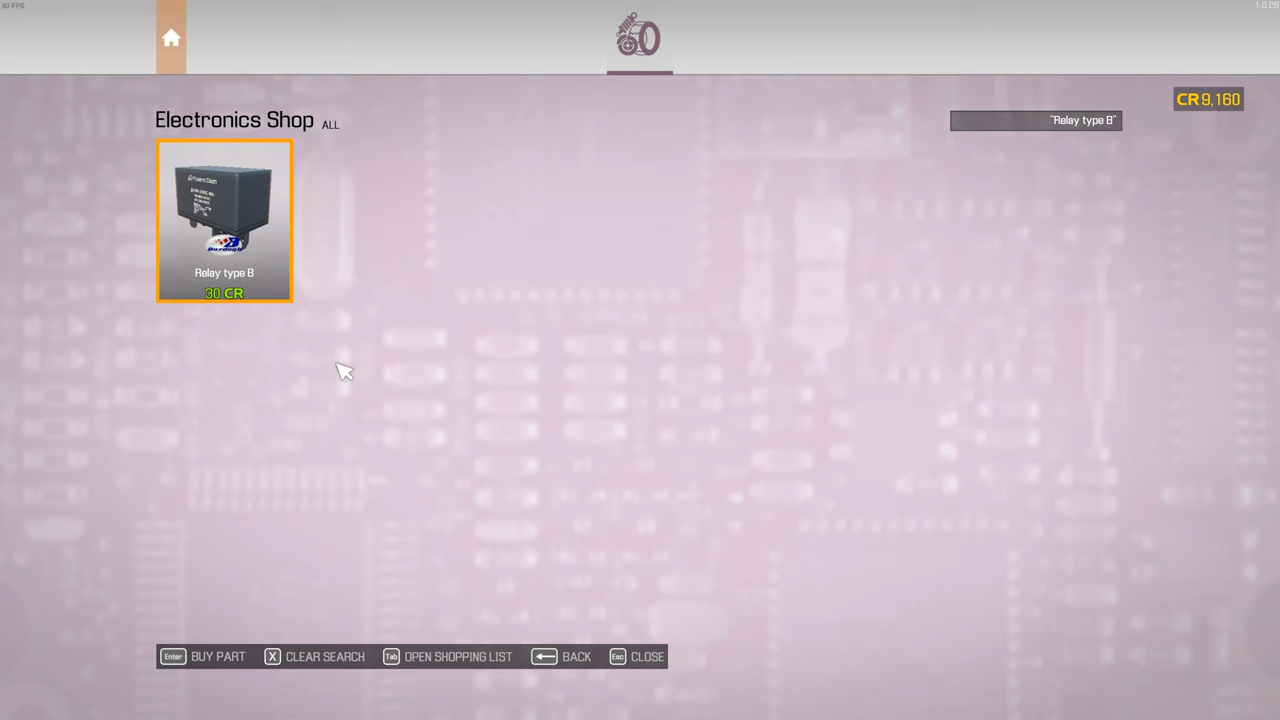 60 FPS
1.0.29
CR 9,160
Electronics Shop ALL
"Relay type B"
Relay type B
30 CR
Enter BUY PART X CLEAR SEARCH Tab OPEN SHOPPING LIST BACK Esc CLOSE